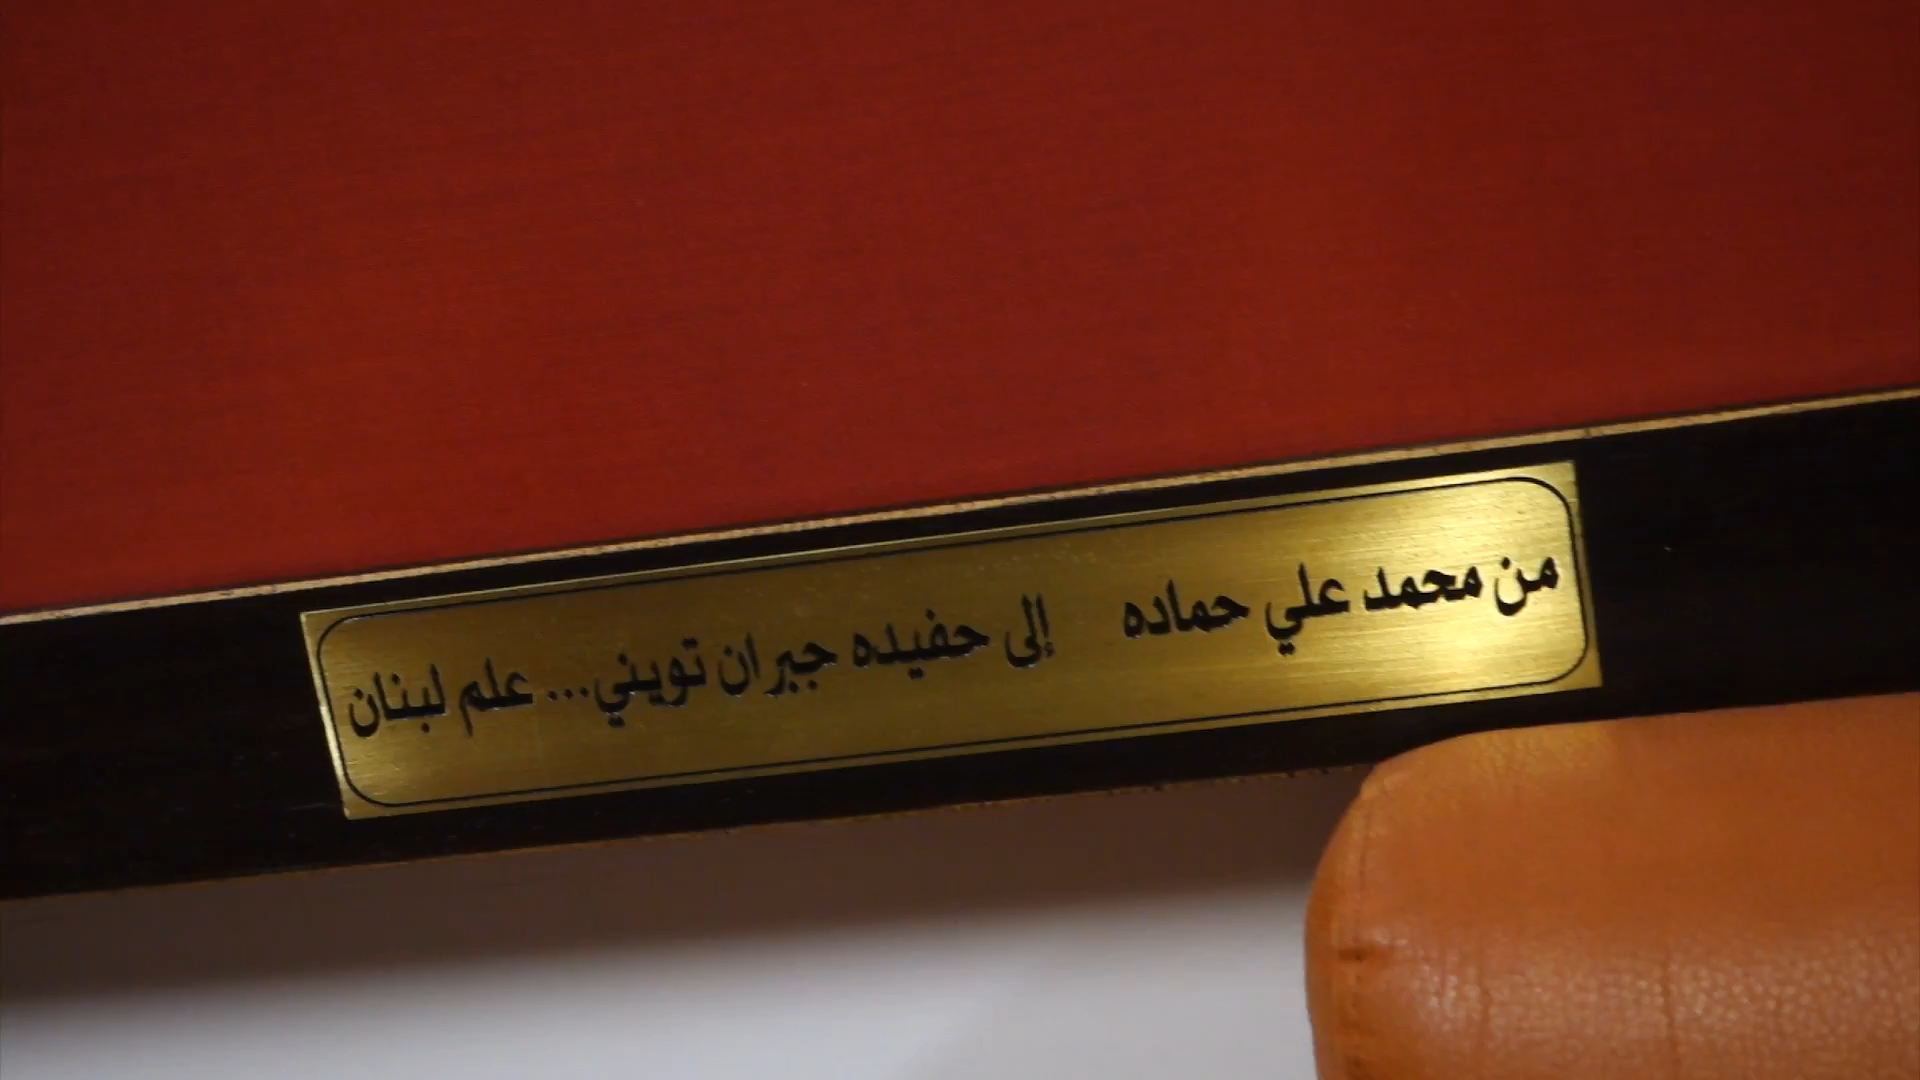 من محمد علي حماده إلى حفيده جبران تويني... علم لبنان